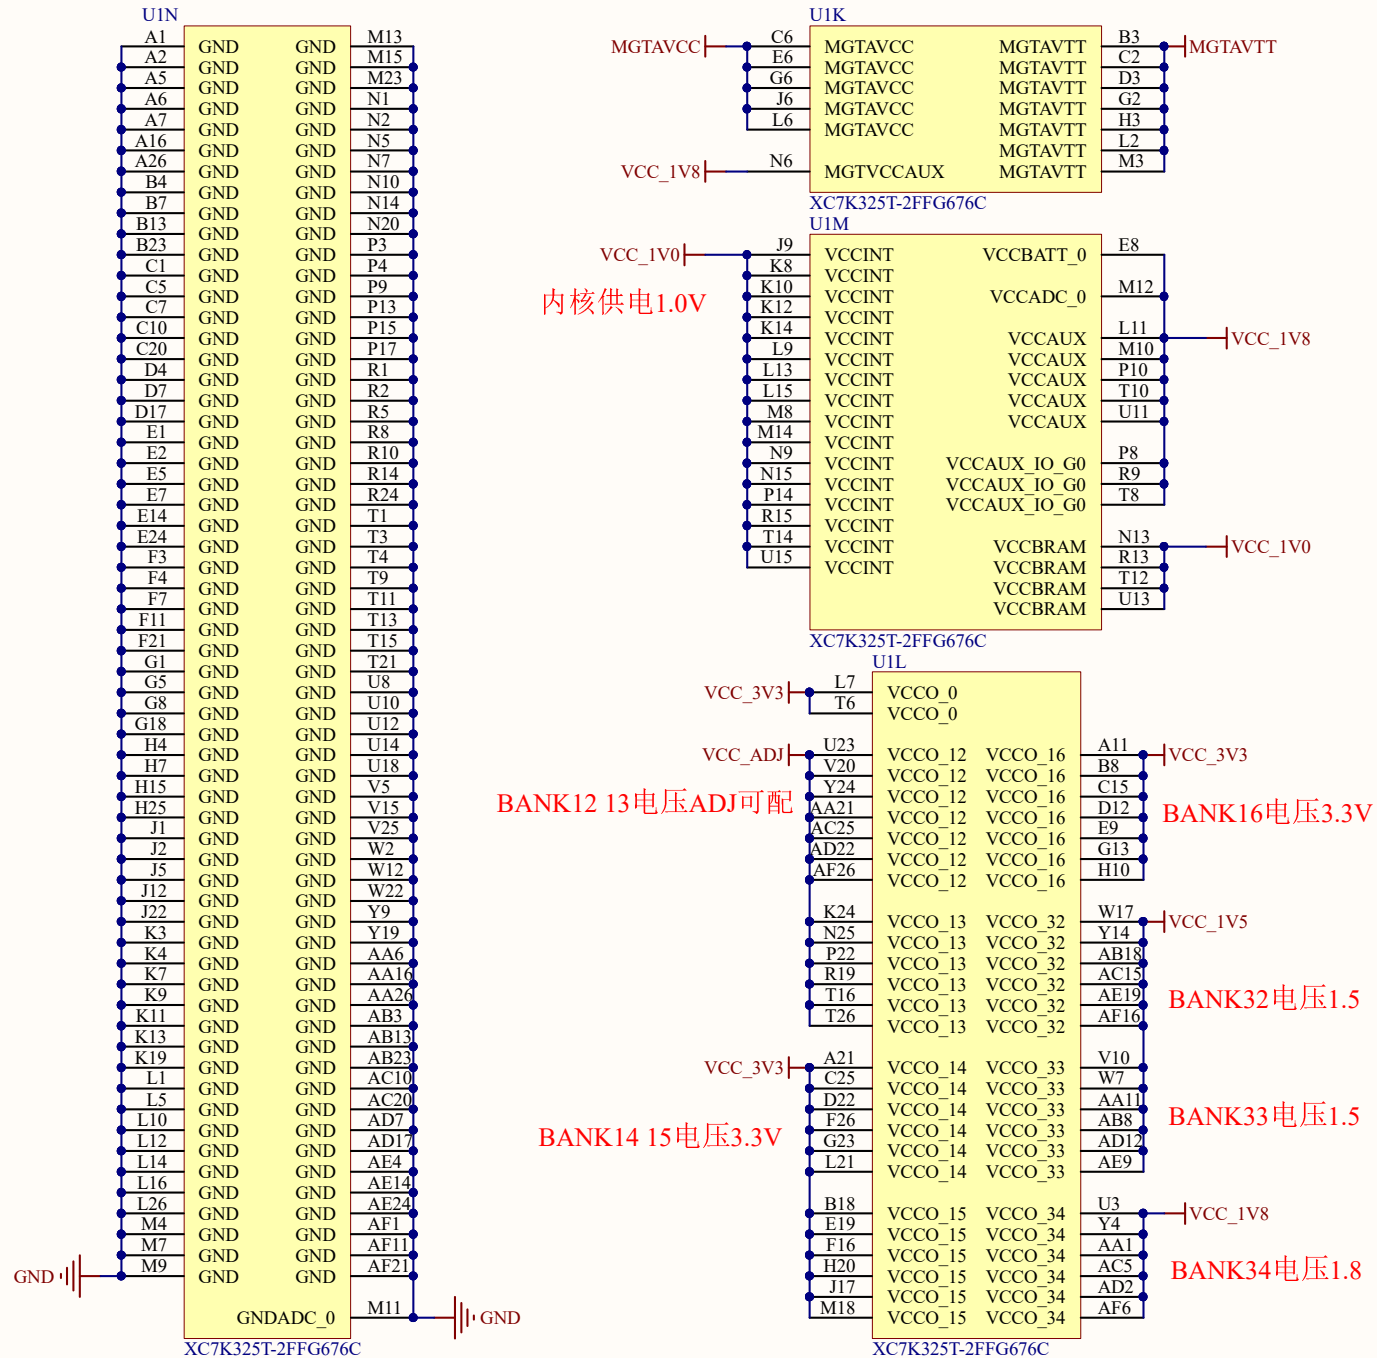 U1N
A1 GND GND M13
A2 GND GND M15
A5 GND GND M23
A6 GND GND N1
A7 GND GND N2
A16 GND GND N5
A26 GND GND N7
B4 GND GND N10
B7 GND GND N14
B13 GND GND N20
B23 GND GND P3
C1 GND GND P4
C5 GND GND P9
C7 GND GND P13
C10 GND GND P15
C20 GND GND P17
D4 GND GND R1
D7 GND GND R2
D17 GND GND R5
E1 GND GND R8
E2 GND GND R10
E5 GND GND R14
E7 GND GND R24
E14 GND GND T1
E24 GND GND T3
F3 GND GND T4
F4 GND GND T9
F7 GND GND T11
F11 GND GND T13
F21 GND GND T15
G1 GND GND T21
G5 GND GND U8
G8 GND GND U10
G18 GND GND U12
H4 GND GND U14
H7 GND GND U18
H15 GND GND V5
H25 GND GND V15
J1 GND GND V25
J2 GND GND W2
J5 GND GND W12
J12 GND GND W22
J22 GND GND Y9
K3 GND GND Y19
K4 GND GND AA6
K7 GND GND AA16
K9 GND GND AA26
K11 GND GND AB3
K13 GND GND AB13
K19 GND GND AB23
L1 GND GND AC10
L5 GND GND AC20
L10 GND GND AD7
L12 GND GND AD17
L14 GND GND AE4
L16 GND GND AE14
L26 GND GND AE24
M4 GND GND AF1
M7 GND GND AF11
GND M9 GND GND AF21
GNDADC_0 M11 GND
XC7K325T-2FFG676C
U1K
MGTAVCC C6 MGTAVCC MGTAVTT B3 MGTAVTT
E6 MGTAVCC MGTAVTT C2
G6 MGTAVCC MGTAVTT D3
J6 MGTAVCC MGTAVTT G2
L6 MGTAVCC MGTAVTT H3
MGTAVTT L2
VCC_1V8 N6 MGTVCCAUX MGTAVTT M3
XC7K325T-2FFG676C
U1M
VCC_1V0 J9 VCCINT VCCBATT_0 E8
K8 VCCINT
K10 VCCINT VCCADC_0 M12
内核供电1.0V
K12 VCCINT
K14 VCCINT VCCAUX L11 VCC_1V8
L9 VCCINT VCCAUX M10
L13 VCCINT VCCAUX P10
L15 VCCINT VCCAUX T10
M8 VCCINT VCCAUX U11
M14 VCCINT
N9 VCCINT VCCAUX_IO_G0 P8
N15 VCCINT VCCAUX_IO_G0 R9
P14 VCCINT VCCAUX_IO_G0 T8
R15 VCCINT
T14 VCCINT VCCBRAM N13 VCC_1V0
U15 VCCINT VCCBRAM R13
VCCBRAM T12
VCCBRAM U13
XC7K325T-2FFG676C
U1L
VCC_3V3 L7 VCCO_0
T6 VCCO_0
VCC_ADJ U23 VCCO_12 VCCO_16 A11 VCC_3V3
V20 VCCO_12 VCCO_16 B8
Y24 VCCO_12 VCCO_16 C15
BANK12 13电压ADJ可配
AA21 VCCO_12 VCCO_16 D12
BANK16电压3.3V
AC25 VCCO_12 VCCO_16 E9
AD22 VCCO_12 VCCO_16 G13
AF26 VCCO_12 VCCO_16 H10
K24 VCCO_13 VCCO_32 W17 VCC_1V5
N25 VCCO_13 VCCO_32 Y14
P22 VCCO_13 VCCO_32 AB18
R19 VCCO_13 VCCO_32 AC15
T16 VCCO_13 VCCO_32 AE19
BANK32电压1.5
T26 VCCO_13 VCCO_32 AF16
VCC_3V3 A21 VCCO_14 VCCO_33 V10
C25 VCCO_14 VCCO_33 W7
D22 VCCO_14 VCCO_33 AA11
BANK33电压1.5
F26 VCCO_14 VCCO_33 AB8
BANK14 15电压3.3V
G23 VCCO_14 VCCO_33 AD12
L21 VCCO_14 VCCO_33 AE9
B18 VCCO_15 VCCO_34 U3 VCC_1V8
E19 VCCO_15 VCCO_34 Y4
F16 VCCO_15 VCCO_34 AA1
BANK34电压1.8
H20 VCCO_15 VCCO_34 AC5
J17 VCCO_15 VCCO_34 AD2
M18 VCCO_15 VCCO_34 AF6
XC7K325T-2FFG676C